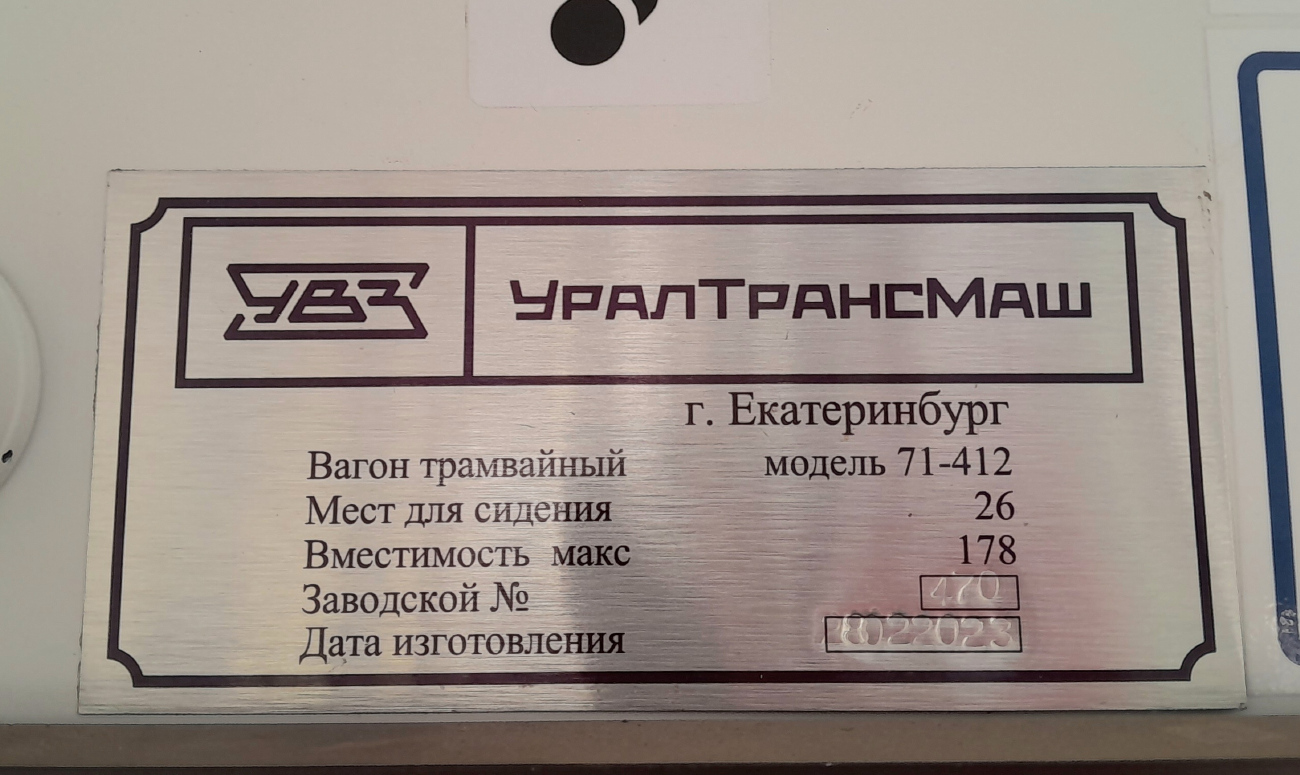 УВЗ УРАЛТРАНСМАШ
г. Екатеринбург
Вагон трамвайный модель 71-412
Мест для сидения 26
Вместимость макс 178
Заводской № 470
Дата изготовления 18022023